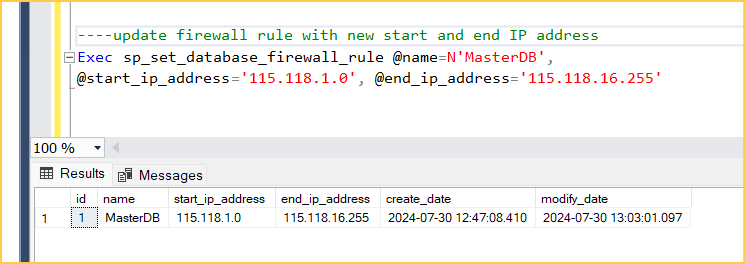 ----update firewall rule with new start and end IP address
Exec sp_set_database_firewall_rule @name=N'MasterDB',
@start_ip_address='115.118.1.0', @end_ip_address='115.118.16.255'
100 %
Results Messages
id name start_ip_address end_ip_address create_date modify_date
1 1 MasterDB 115.118.1.0 115.118.16.255 2024-07-30 12:47:08.410 2024-07-30 13:03:01.097